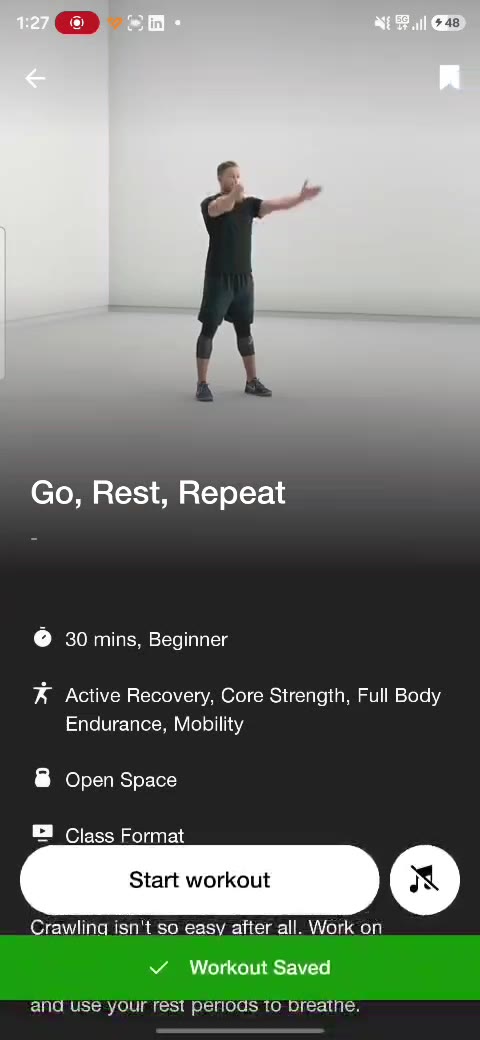 1:27
5G
48
Go, Rest, Repeat
-
30 mins, Beginner
Active Recovery, Core Strength, Full Body
Endurance, Mobility
Open Space
Class Format
Start workout
Crawling isn't so easy after all. Work on
Workout Saved
and use your rest periods to breathe.